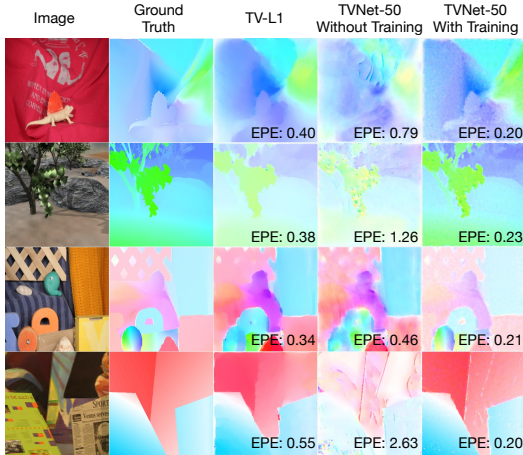 Image
Ground
Truth
TV-L1
TVNet-50
Without Training
TVNet-50
With Training
EPE: 0.40
EPE: 0.79
EPE: 0.20
EPE: 0.38
EPE: 1.26
EPE: 0.23
EPE: 0.34
EPE: 0.46
EPE: 0.21
SPORT
EPE: 0.55
EPE: 2.63
EPE: 0.20